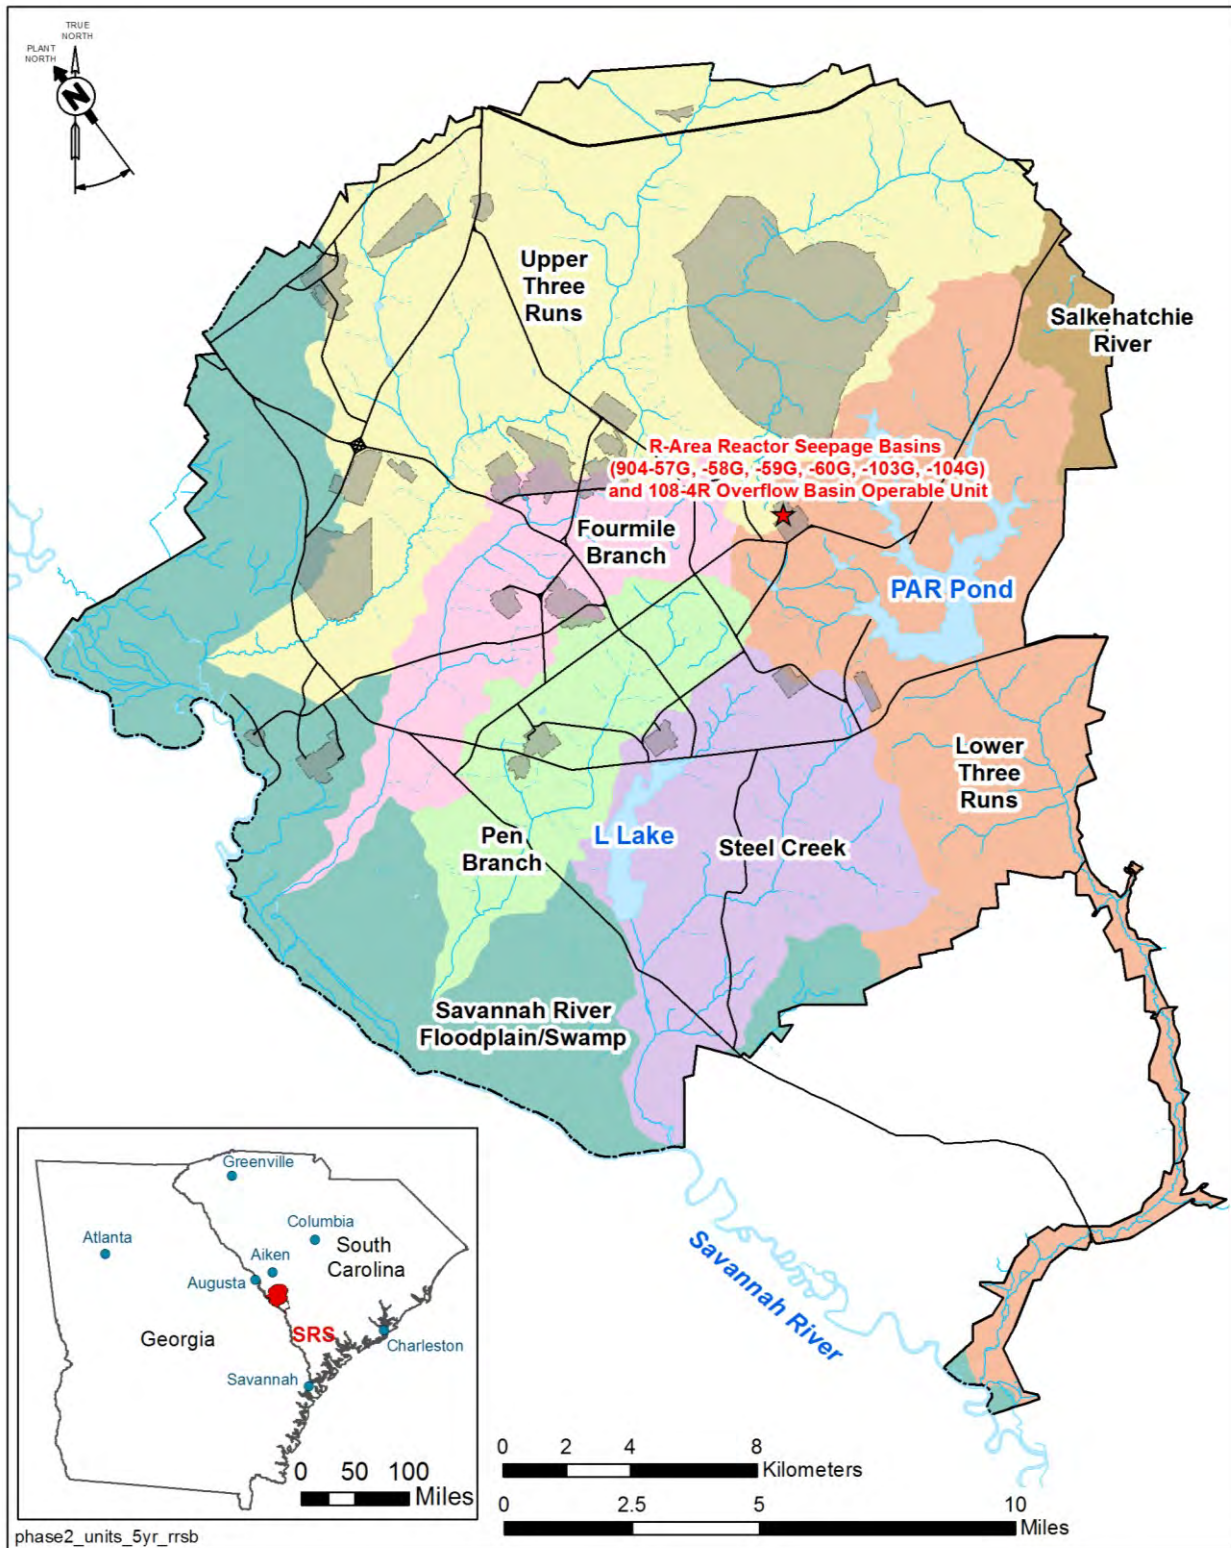 TRUE
NORTH
PLANT
NORTH
N
Upper
Three
Runs
Salkehatchie
River
R-Area Reactor Seepage Basins
(904-57G, -58G, -59G, -60G, -103G, -104G)
and 108-4R Overflow Basin Operable Unit
Fourmile
Branch
PAR Pond
Lower
Three
Runs
Pen
Branch
L Lake
Steel Creek
Savannah River
Floodplain/Swamp
Savannah River
Greenville
Columbia
Atlanta
South
Carolina
Aiken
Augusta
SRS
Georgia
Charleston
Savannah
0 50 100
Miles
0 2 4 8
Kilometers
0 2.5 5 10
Miles
phase2_units_5yr_rrsb